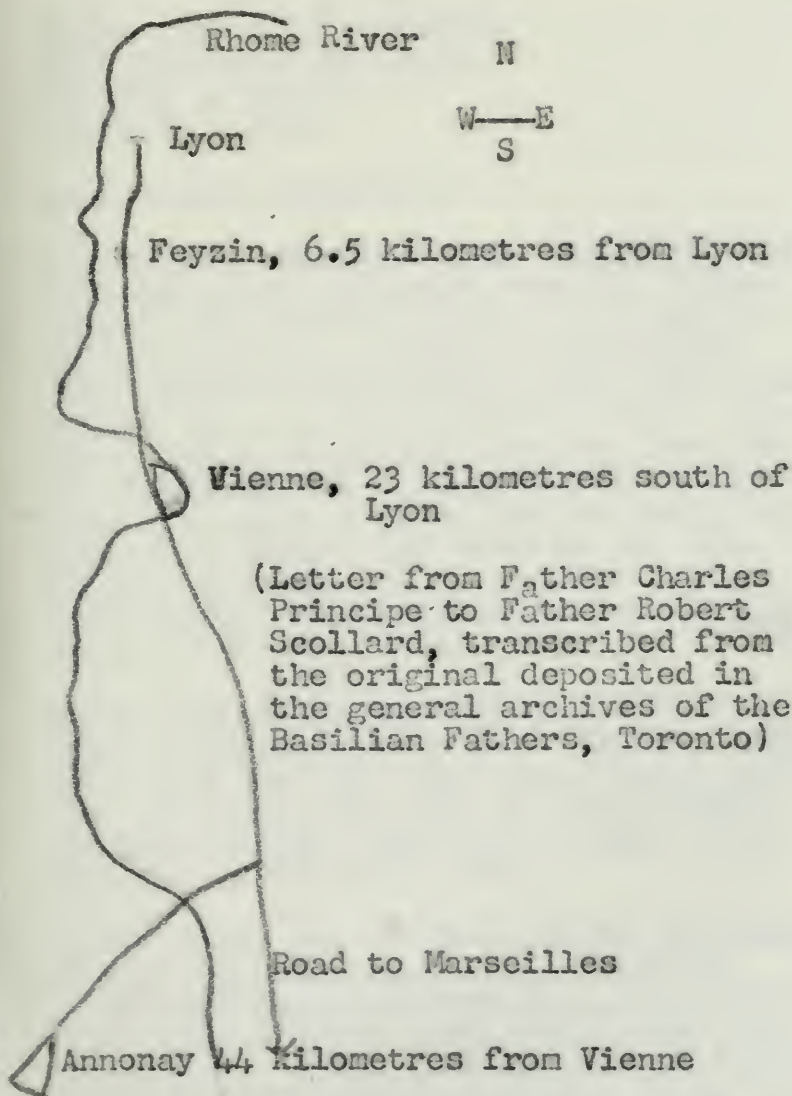 Rhome River
N
W—E
S
Lyon
Feyzin, 6.5 kilometres from Lyon
Vienne, 23 kilometres south of
Lyon
(Letter from Father Charles
Principe to Father Robert
Scollard, transcribed from
the original deposited in
the general archives of the
Basilian Fathers, Toronto)
Road to Marseilles
Annonay 44 kilometres from Vienne